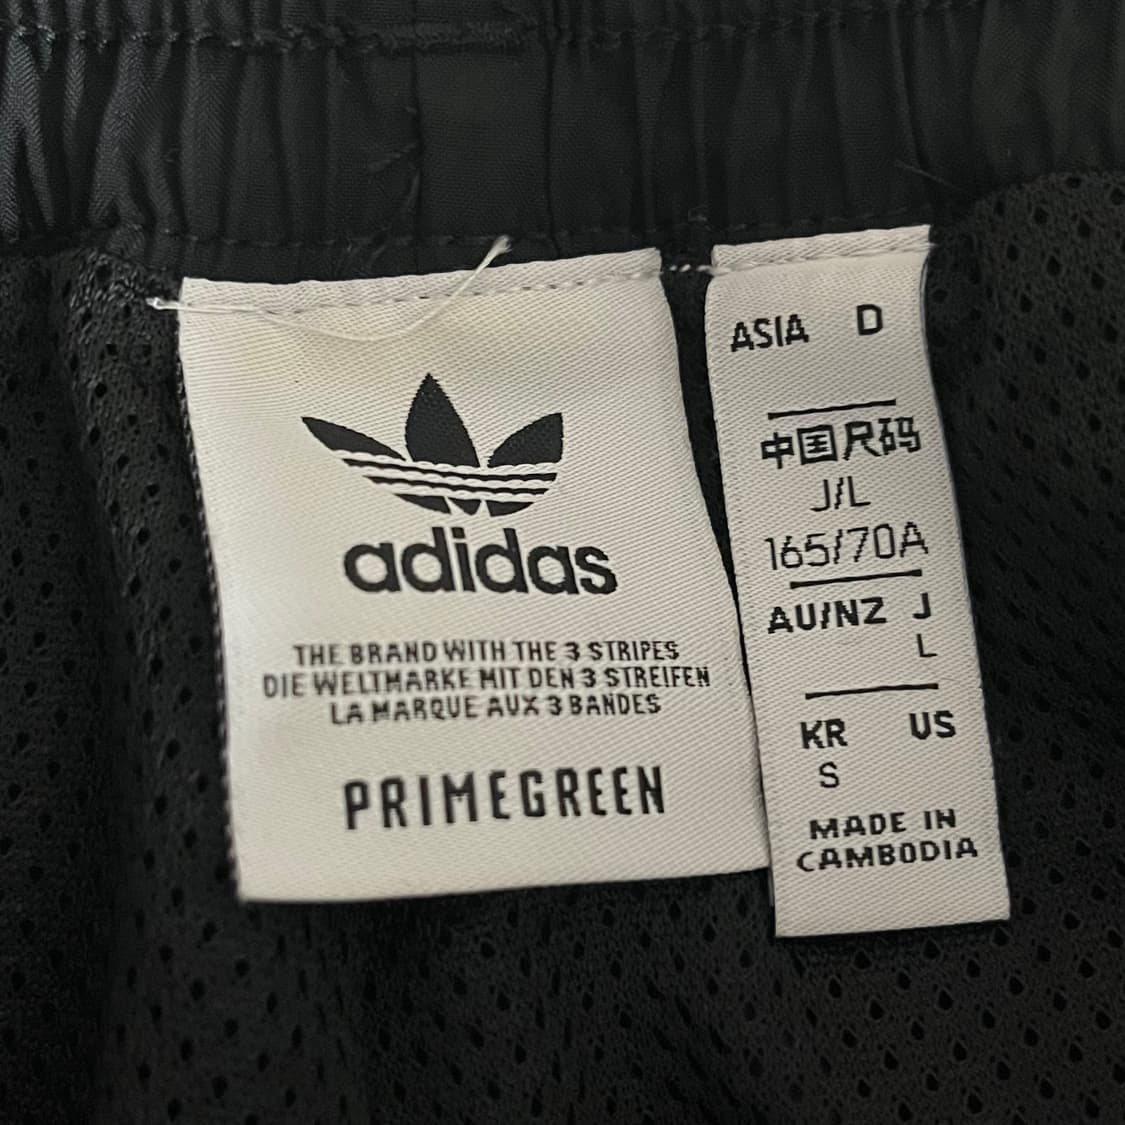 adidas
THE BRAND WITH THE 3 STRIPES
DIE WELTMARKE MIT DEN 3 STREIFEN
LA MARQUE AUX 3 BANDES
PRIMEGREEN
ASIA D
中国尺码
J/L
165/70A
AU/NZ J
L
KR US
S
MADE IN
CAMBODIA